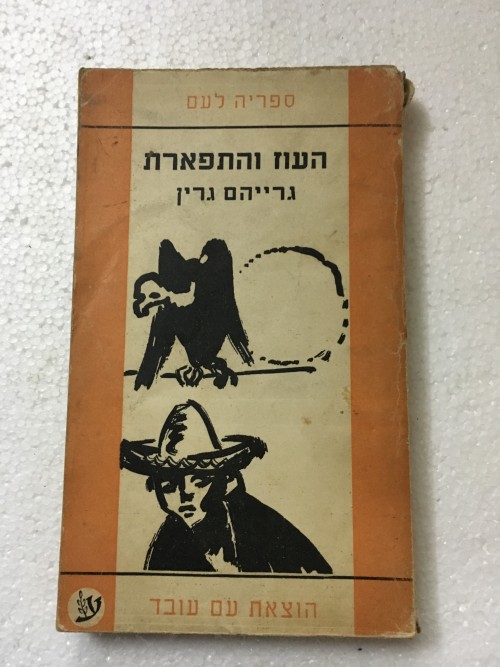 ספריה לעם
העוז והתפארת
גרייהם גרין
הוצאת עם עובד